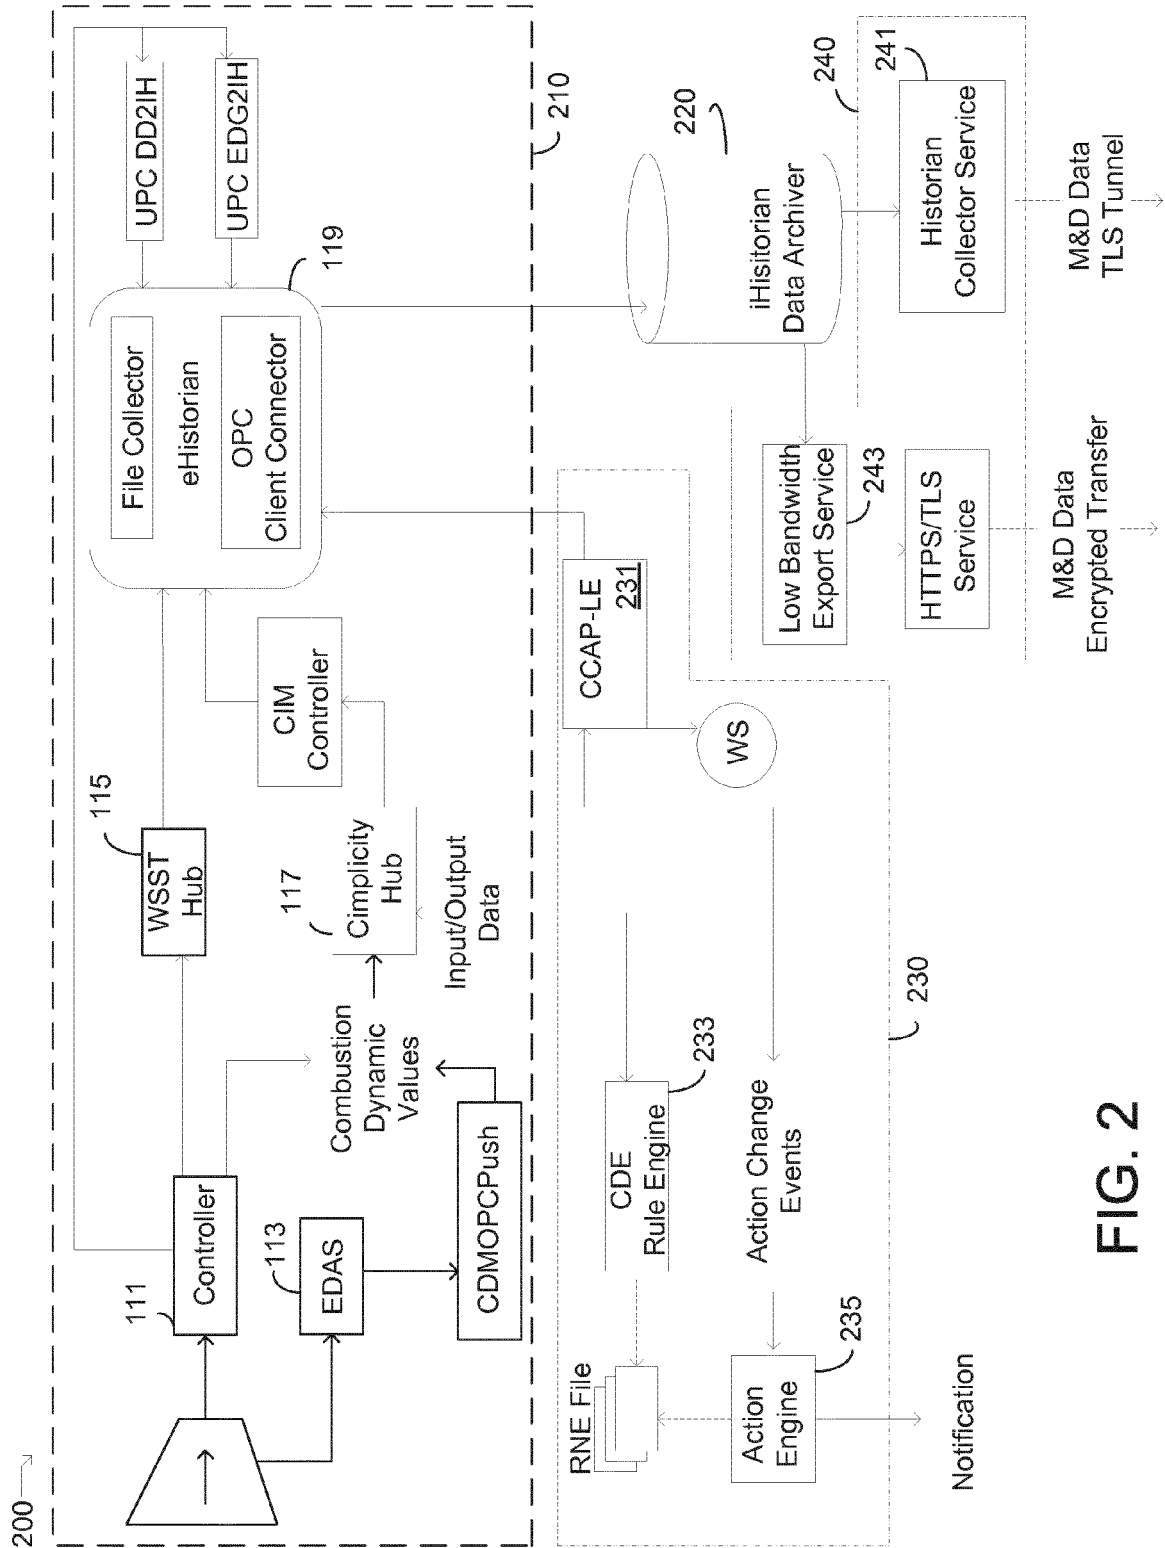 200
111
Controller
113
EDAS
CDMOPCPush
Combustion
Dynamic
Values
115
WSST
Hub
117
Cimplicity
Hub
Input/Output
Data
CIM
Controller
File Collector
eHistorian
OPC
Client Connector
119
UPC DD2IH
UPC EDG2IH
210
RNE File
CDE
Rule Engine
233
Action
Engine
235
Action Change
Events
Notification
230
CCAP-LE
231
WS
220
iHisitorian
Data Archiver
240
241
Historian
Collector Service
Low Bandwidth
Export Service
243
HTTPS/TLS
Service
M&D Data
Encrypted Transfer
M&D Data
TLS Tunnel
FIG. 2